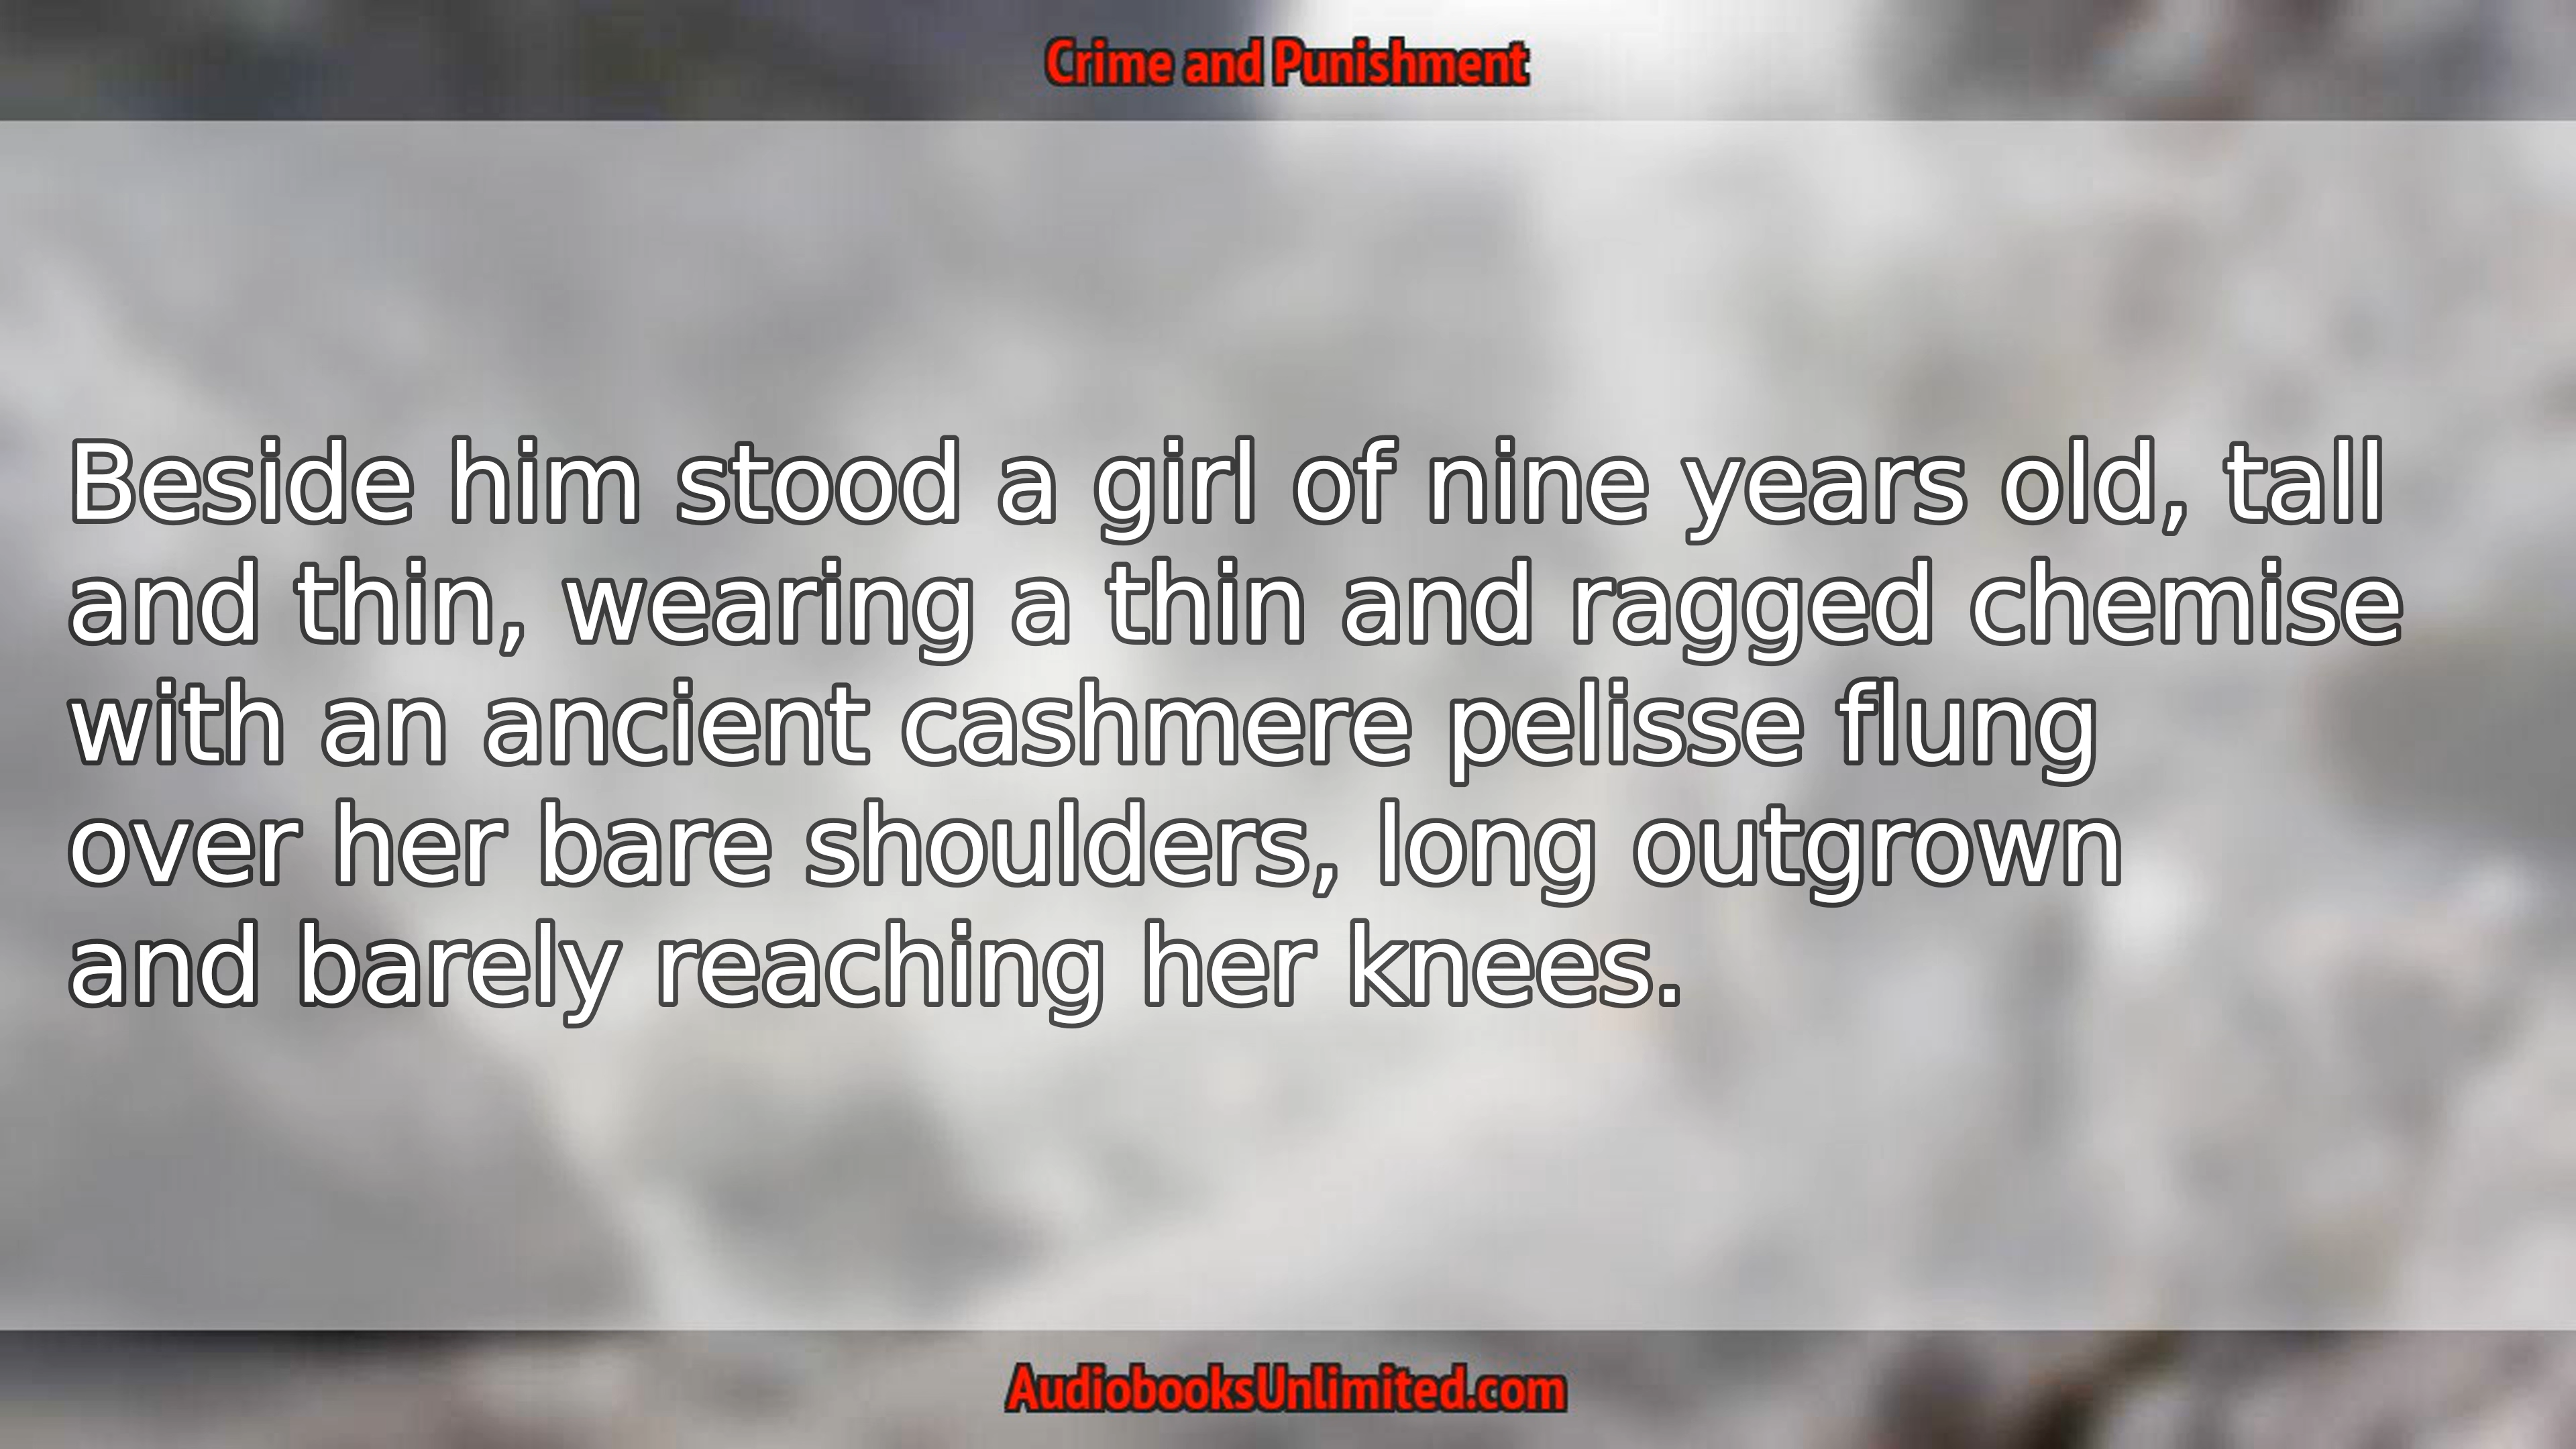 Crime and Punishment
Beside him stood a girl of nine years old, tall
and thin, wearing a thin and ragged chemise
with an ancient cashmere pelisse flung
over her bare shoulders, long outgrown
and barely reaching her knees.
AudiobooksUnlimited.com